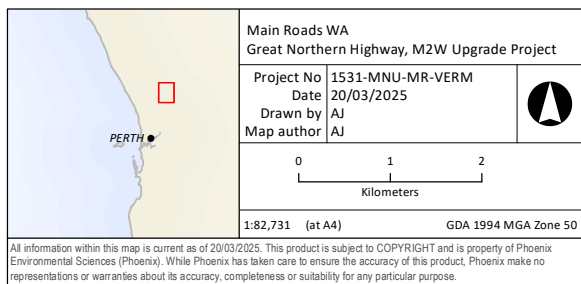 PERTH
Main Roads WA
Great Northern Highway, M2W Upgrade Project
Project No 1531-MNU-MR-VERM
Date 20/03/2025
Drawn by AJ
Map author AJ
0 1 2
Kilometers
1:82,731 (at A4) GDA 1994 MGA Zone 50
All information within this map is current as of 20/03/2025. This product is subject to COPYRIGHT and is property of Phoenix
Environmental Sciences (Phoenix). While Phoenix has taken care to ensure the accuracy of this product, Phoenix make no
representations or warranties about its accuracy, completeness or suitability for any particular purpose.